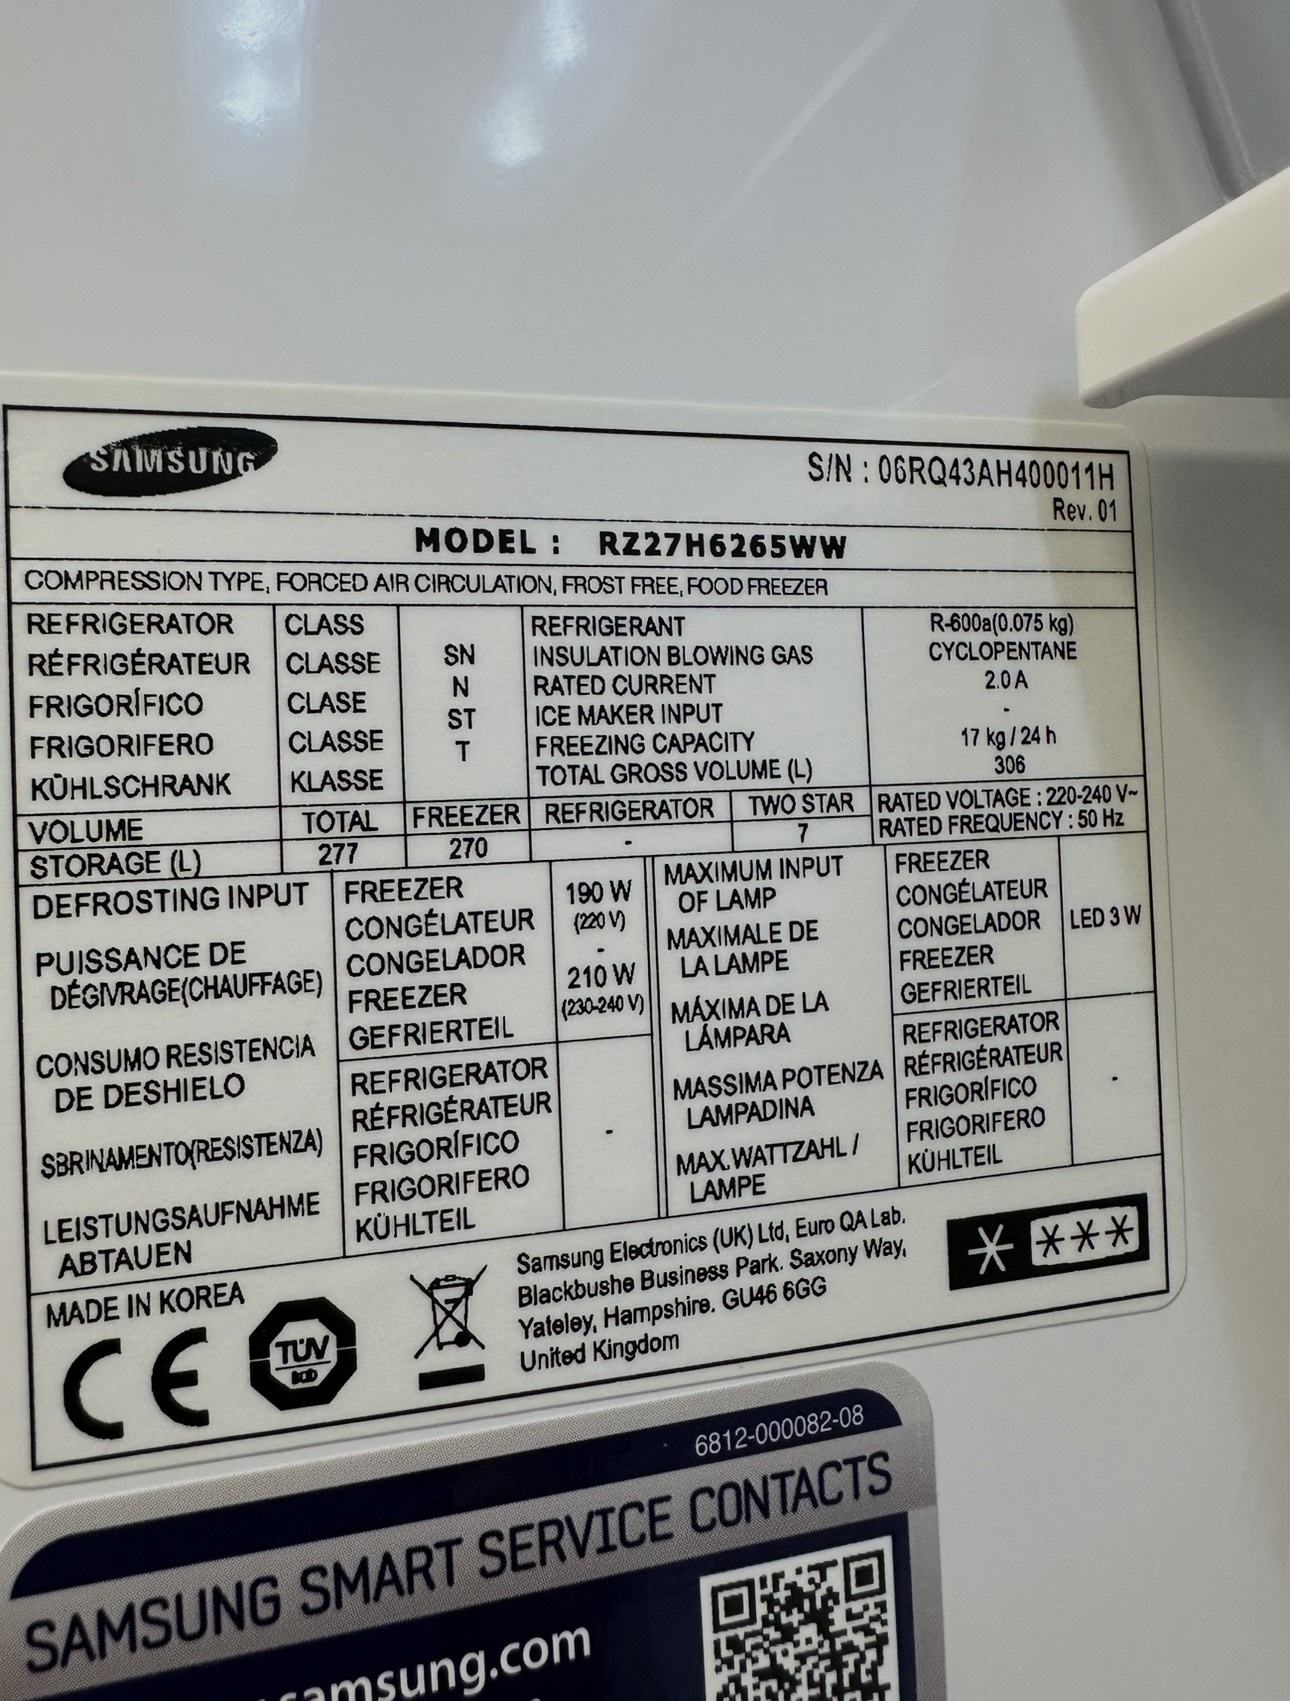 SAMSUNG
S/N : 06RQ43AH400011H
Rev. 01
MODEL : RZ27H6265WW
COMPRESSION TYPE, FORCED AIR CIRCULATION, FROST FREE, FOOD FREEZER
REFRIGERATOR CLASS
RÉFRIGÉRATEUR CLASSE
FRIGORÍFICO CLASE
FRIGORIFERO CLASSE
KÜHLSCHRANK KLASSE
SN
N
ST
T
REFRIGERANT R-600a(0.075 kg)
INSULATION BLOWING GAS CYCLOPENTANE
RATED CURRENT 2.0 A
ICE MAKER INPUT -
FREEZING CAPACITY 17 kg / 24 h
TOTAL GROSS VOLUME (L) 306
VOLUME TOTAL FREEZER REFRIGERATOR TWO STAR
STORAGE (L) 277 270 - 7
RATED VOLTAGE : 220-240 V~
RATED FREQUENCY : 50 Hz
DEFROSTING INPUT
PUISSANCE DE
DÉGIVRAGE(CHAUFFAGE)
CONSUMO RESISTENCIA
DE DESHIELO
SBRINAMENTO(RESISTENZA)
LEISTUNGSAUFNAHME
ABTAUEN
FREEZER
CONGÉLATEUR
CONGELADOR
FREEZER
GEFRIERTEIL
190 W
(220 V)
-
210 W
(230-240 V)
REFRIGERATOR
RÉFRIGÉRATEUR
FRIGORÍFICO
FRIGORIFERO
KÜHLTEIL
-
MAXIMUM INPUT
OF LAMP
MAXIMALE DE
LA LAMPE
MÁXIMA DE LA
LÁMPARA
MASSIMA POTENZA
LAMPADINA
MAX.WATTZAHL /
LAMPE
FREEZER
CONGÉLATEUR
CONGELADOR
FREEZER
GEFRIERTEIL
LED 3 W
REFRIGERATOR
RÉFRIGÉRATEUR
FRIGORÍFICO
FRIGORIFERO
KÜHLTEIL
-
MADE IN KOREA
CE
TÜV
Samsung Electronics (UK) Ltd, Euro QA Lab.
Blackbushe Business Park. Saxony Way,
Yateley, Hampshire. GU46 6GG
United Kingdom
6812-000082-08
SAMSUNG SMART SERVICE CONTACTS
samsung.com